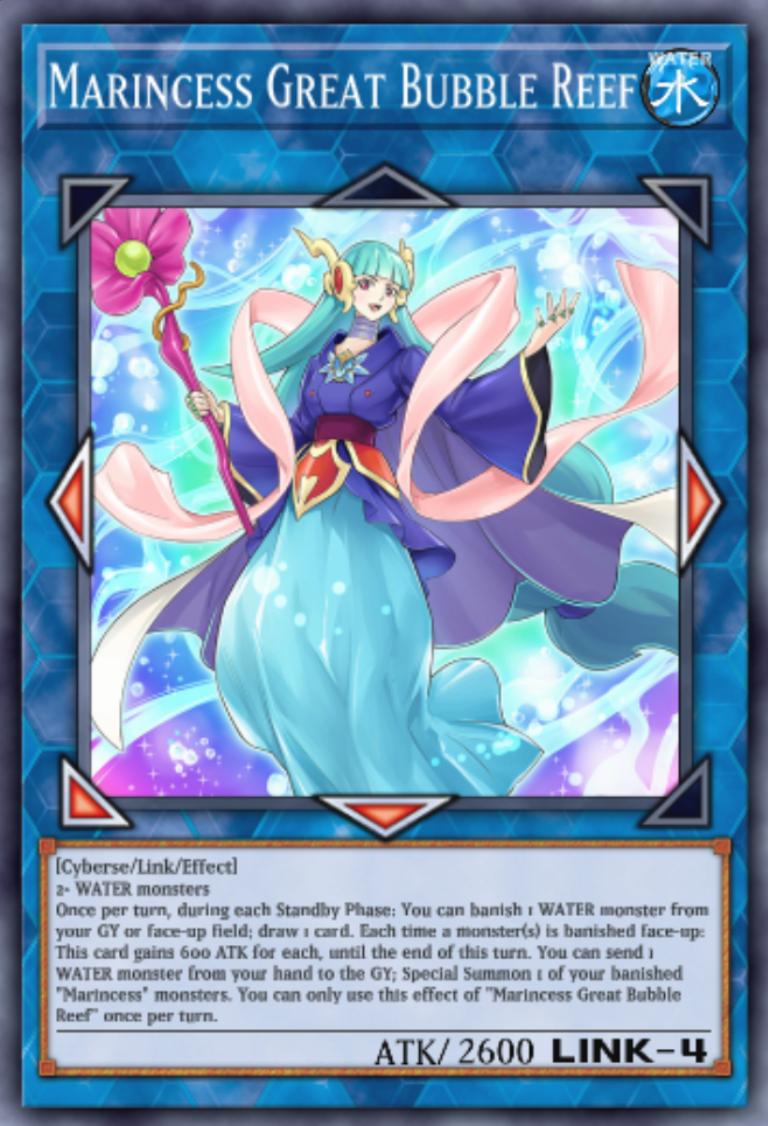 MARINCESS GREAT BUBBLE REEF
WATER
水
[Cyberse/Link/Effect]
2+ WATER monsters
Once per turn, during each Standby Phase: You can banish 1 WATER monster from
your GY or face-up field; draw 1 card. Each time a monster(s) is banished face-up:
This card gains 600 ATK for each, until the end of this turn. You can send 1
WATER monster from your hand to the GY; Special Summon 1 of your banished
"Marincess" monsters. You can only use this effect of "Marincess Great Bubble
Reef" once per turn.
ATK/ 2600 LINK-4